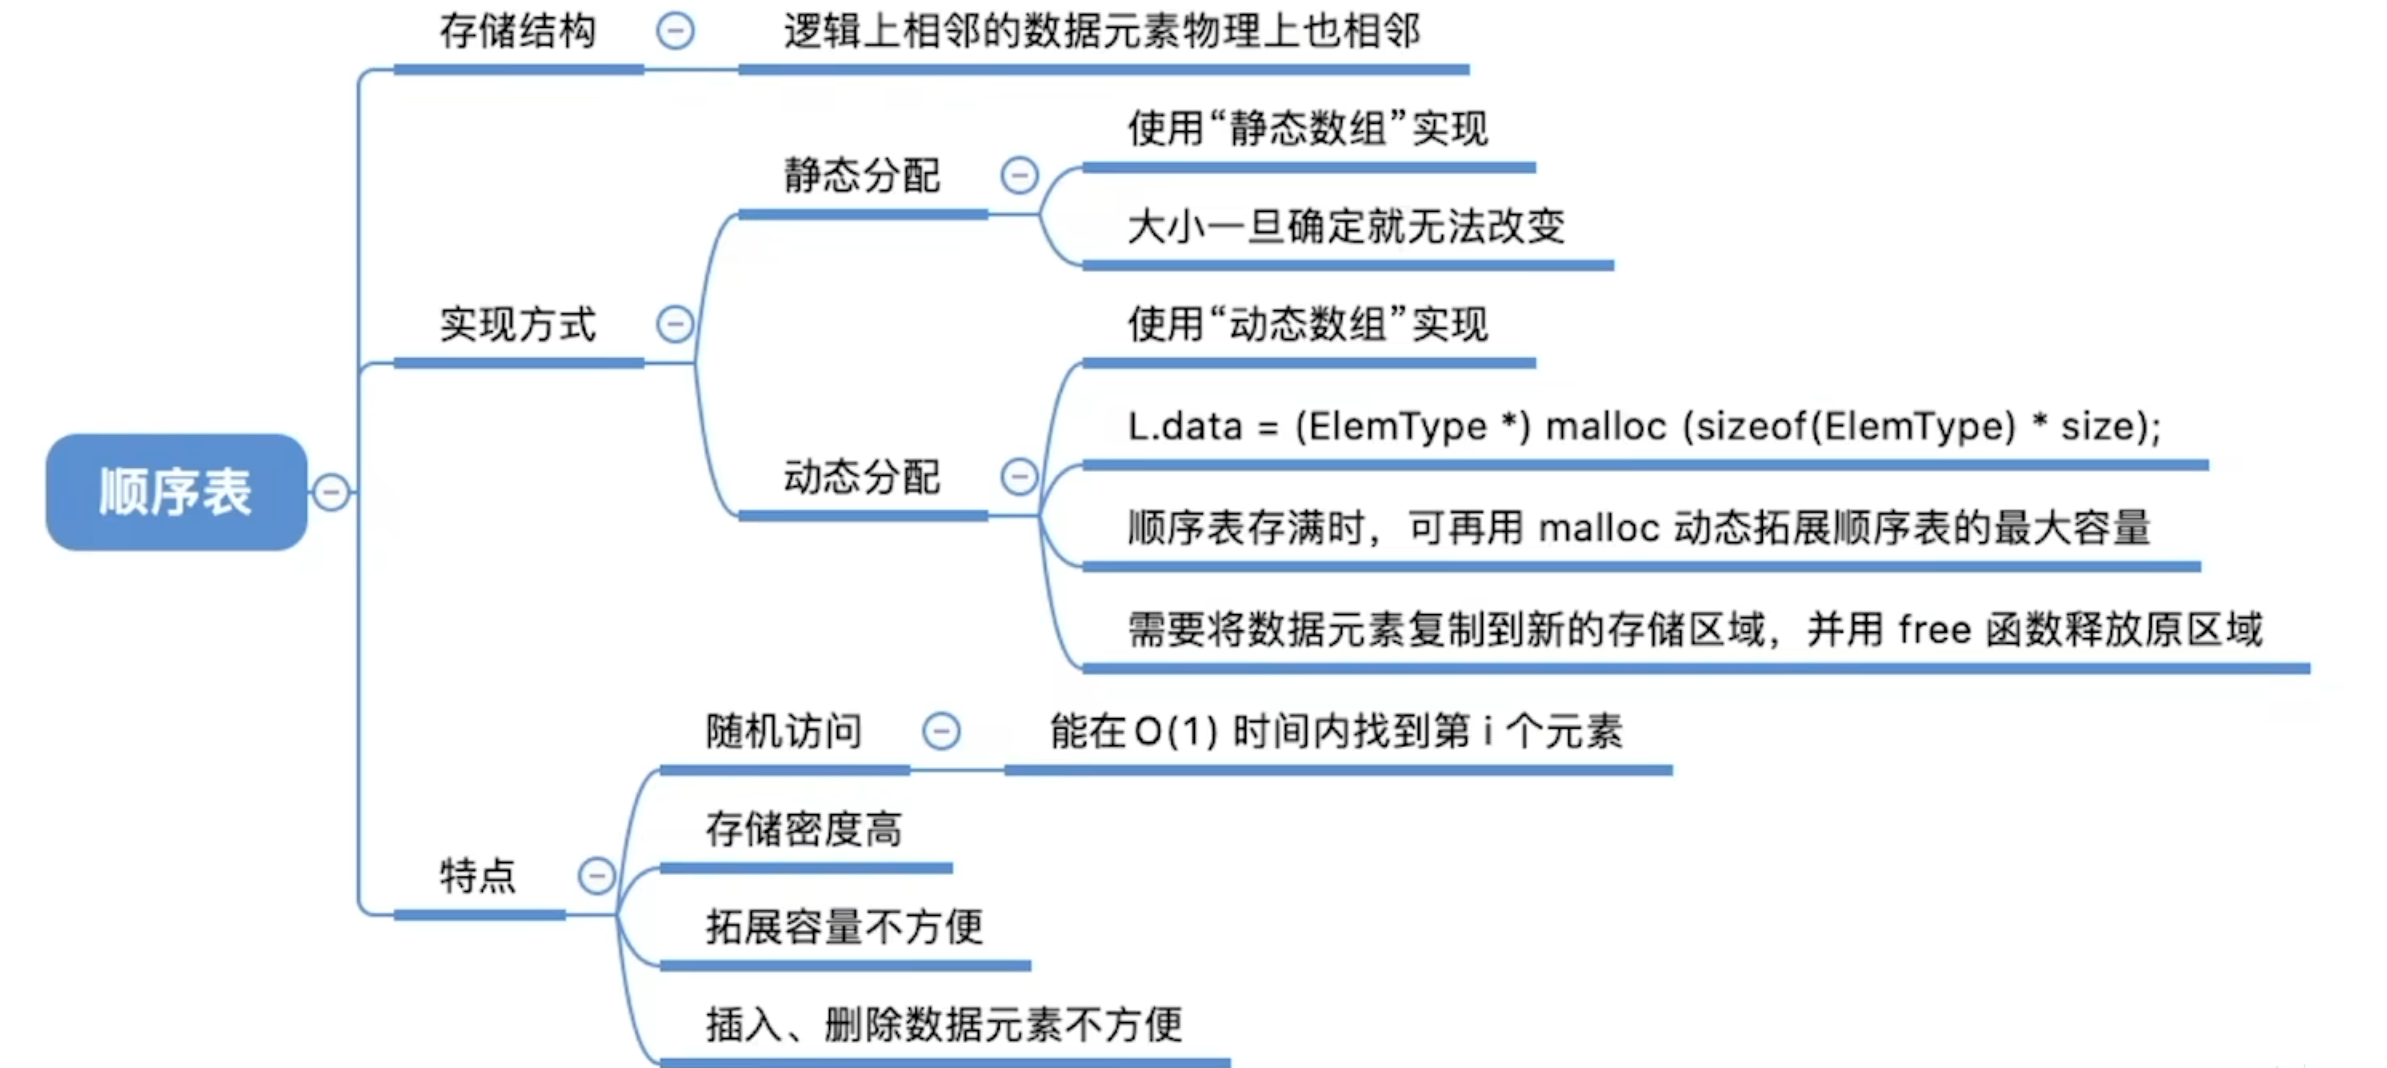 顺序表
存储结构
逻辑上相邻的数据元素物理上也相邻
实现方式
静态分配
使用“静态数组”实现
大小一旦确定就无法改变
动态分配
使用“动态数组”实现
L.data = (ElemType *) malloc (sizeof(ElemType) * size);
顺序表存满时，可再用 malloc 动态拓展顺序表的最大容量
需要将数据元素复制到新的存储区域，并用 free 函数释放原区域
特点
随机访问
能在 O(1) 时间内找到第 i 个元素
存储密度高
拓展容量不方便
插入、删除数据元素不方便